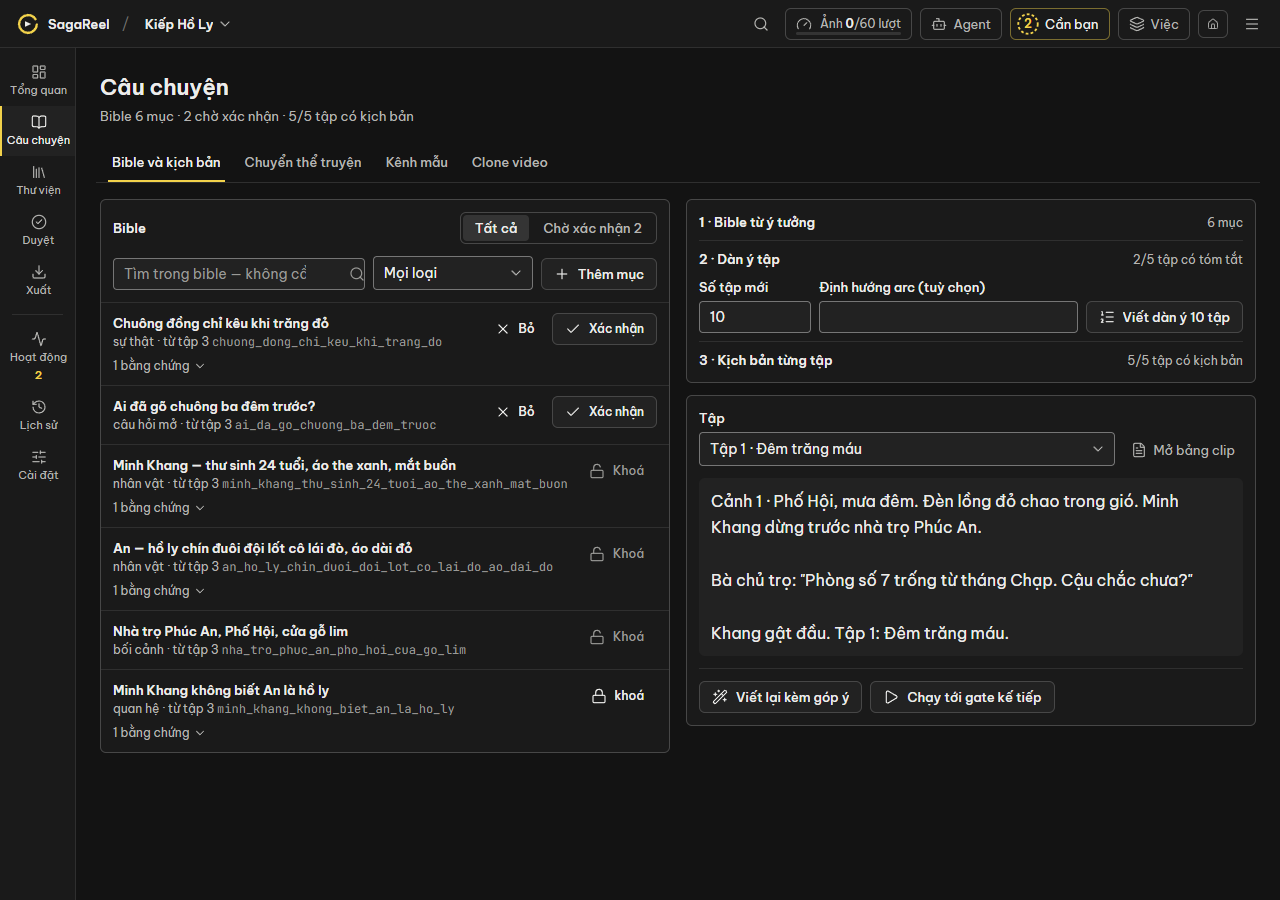 SagaReel / Kiếp Hồ Ly
Ảnh 0/60 lượt
Agent
2 Cần bạn
Việc
Tổng quan
Câu chuyện
Thư viện
Duyệt
Xuất
Hoạt động
2
Lịch sử
Cài đặt
Câu chuyện
Bible 6 mục · 2 chờ xác nhận · 5/5 tập có kịch bản
Bible và kịch bản
Chuyển thể truyện
Kênh mẫu
Clone video
Bible
Tất cả
Chờ xác nhận 2
Tìm trong bible — không cầ
Mọi loại
Thêm mục
Chuông đồng chỉ kêu khi trăng đỏ
sự thật · từ tập 3 chuong_dong_chi_keu_khi_trang_do
1 bằng chứng
Bỏ
Xác nhận
Ai đã gõ chuông ba đêm trước?
câu hỏi mở · từ tập 3 ai_da_go_chuong_ba_dem_truoc
Bỏ
Xác nhận
Minh Khang — thư sinh 24 tuổi, áo the xanh, mắt buồn
nhân vật · từ tập 3 minh_khang_thu_sinh_24_tuoi_ao_the_xanh_mat_buon
1 bằng chứng
Khoá
An — hồ ly chín đuôi đội lốt cô lái đò, áo dài đỏ
nhân vật · từ tập 3 an_ho_ly_chin_duoi_doi_lot_co_lai_do_ao_dai_do
1 bằng chứng
Khoá
Nhà trọ Phúc An, Phố Hội, cửa gỗ lim
bối cảnh · từ tập 3 nha_tro_phuc_an_pho_hoi_cua_go_lim
Khoá
Minh Khang không biết An là hồ ly
quan hệ · từ tập 3 minh_khang_khong_biet_an_la_ho_ly
1 bằng chứng
khoá
1 · Bible từ ý tưởng
6 mục
2 · Dàn ý tập
2/5 tập có tóm tắt
Số tập mới
Định hướng arc (tuỳ chọn)
10
Viết dàn ý 10 tập
3 · Kịch bản từng tập
5/5 tập có kịch bản
Tập
Tập 1 · Đêm trăng máu
Mở bảng clip
Cảnh 1 · Phố Hội, mưa đêm. Đèn lồng đỏ chao trong gió. Minh
Khang dừng trước nhà trọ Phúc An.
Bà chủ trọ: "Phòng số 7 trống từ tháng Chạp. Cậu chắc chưa?"
Khang gật đầu. Tập 1: Đêm trăng máu.
Viết lại kèm góp ý
Chạy tới gate kế tiếp